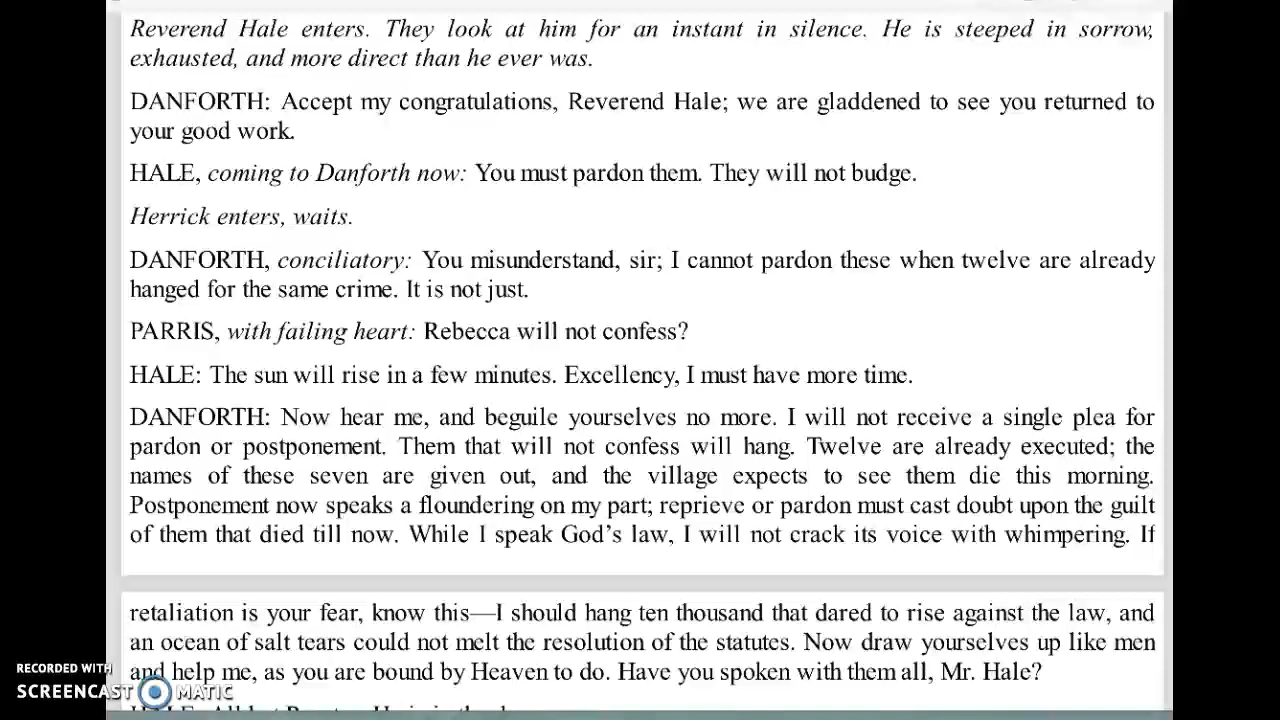 Reverend Hale enters. They look at him for an instant in silence. He is steeped in sorrow,
exhausted, and more direct than he ever was.
DANFORTH: Accept my congratulations, Reverend Hale; we are gladdened to see you returned to
your good work.
HALE, coming to Danforth now: You must pardon them. They will not budge.
Herrick enters, waits.
DANFORTH, conciliatory: You misunderstand, sir; I cannot pardon these when twelve are already
hanged for the same crime. It is not just.
PARRIS, with failing heart: Rebecca will not confess?
HALE: The sun will rise in a few minutes. Excellency, I must have more time.
DANFORTH: Now hear me, and beguile yourselves no more. I will not receive a single plea for
pardon or postponement. Them that will not confess will hang. Twelve are already executed; the
names of these seven are given out, and the village expects to see them die this morning.
Postponement now speaks a floundering on my part; reprieve or pardon must cast doubt upon the guilt
of them that died till now. While I speak God's law, I will not crack its voice with whimpering. If
retaliation is your fear, know this—I should hang ten thousand that dared to rise against the law, and
an ocean of salt tears could not melt the resolution of the statutes. Now draw yourselves up like men
and help me, as you are bound by Heaven to do. Have you spoken with them all, Mr. Hale?
RECORDED WITH
SCREENCAST MATIC